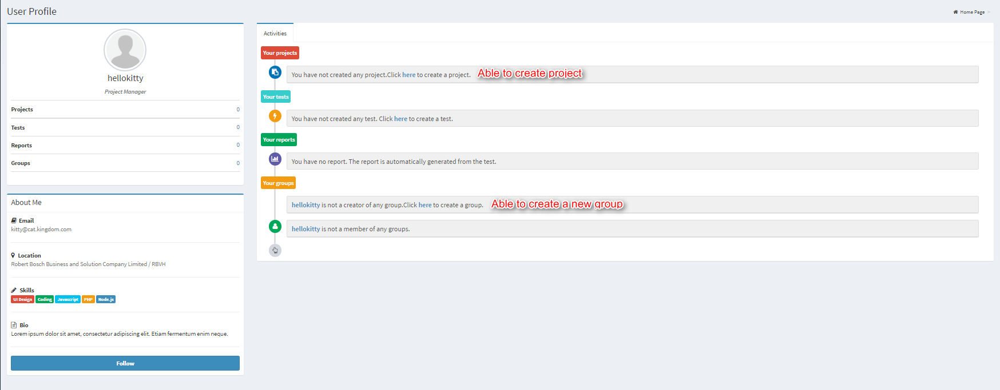 User Profile
Home Page >
hellokitty
Project Manager
Projects 0
Tests 0
Reports 0
Groups 0
About Me
Email
kitty@cat.kingdom.com
Location
Robert Bosch Business and Solution Company Limited / RBVH
Skills
UI Design Coding Javascript PHP Node.js
Bio
Lorem ipsum dolor sit amet, consectetur adipiscing elit. Etiam fermentum enim neque.
Follow
Activities
Your projects
You have not created any project.Click here to create a project. Able to create project
Your tests
You have not created any test. Click here to create a test.
Your reports
You have no report. The report is automatically generated from the test.
Your groups
hellokitty is not a creator of any group.Click here to create a group. Able to create a new group
hellokitty is not a member of any groups.